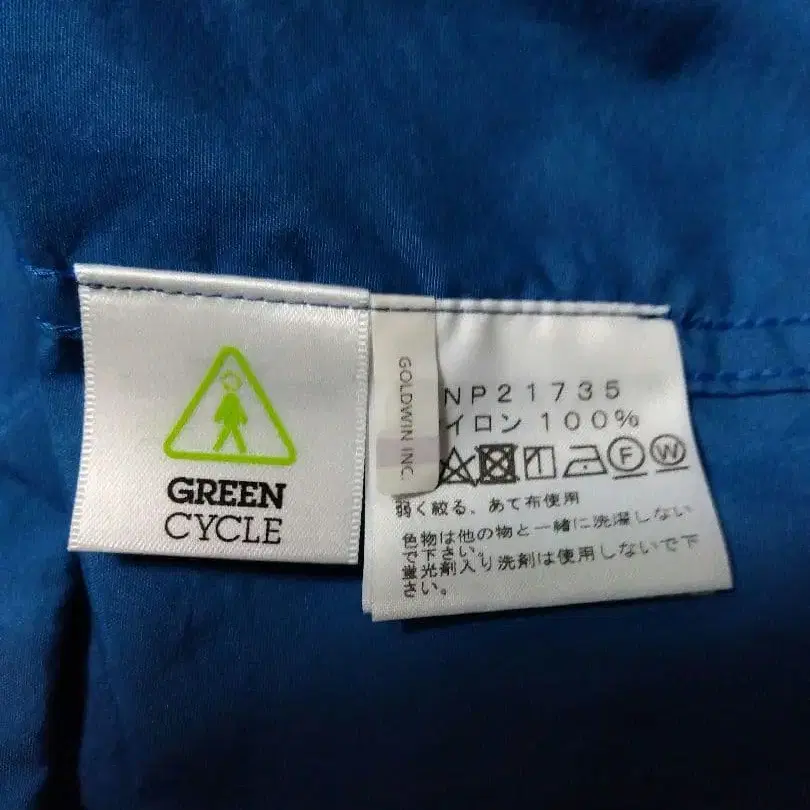 GREEN
CYCLE
GOLDWIN INC.
NP21735
イロン 100%
F W
弱く絞る、あて布使用
色物は他の物と一緒に洗濯しない
で下さい。
蛍光剤入り洗剤は使用しないで下
さい。